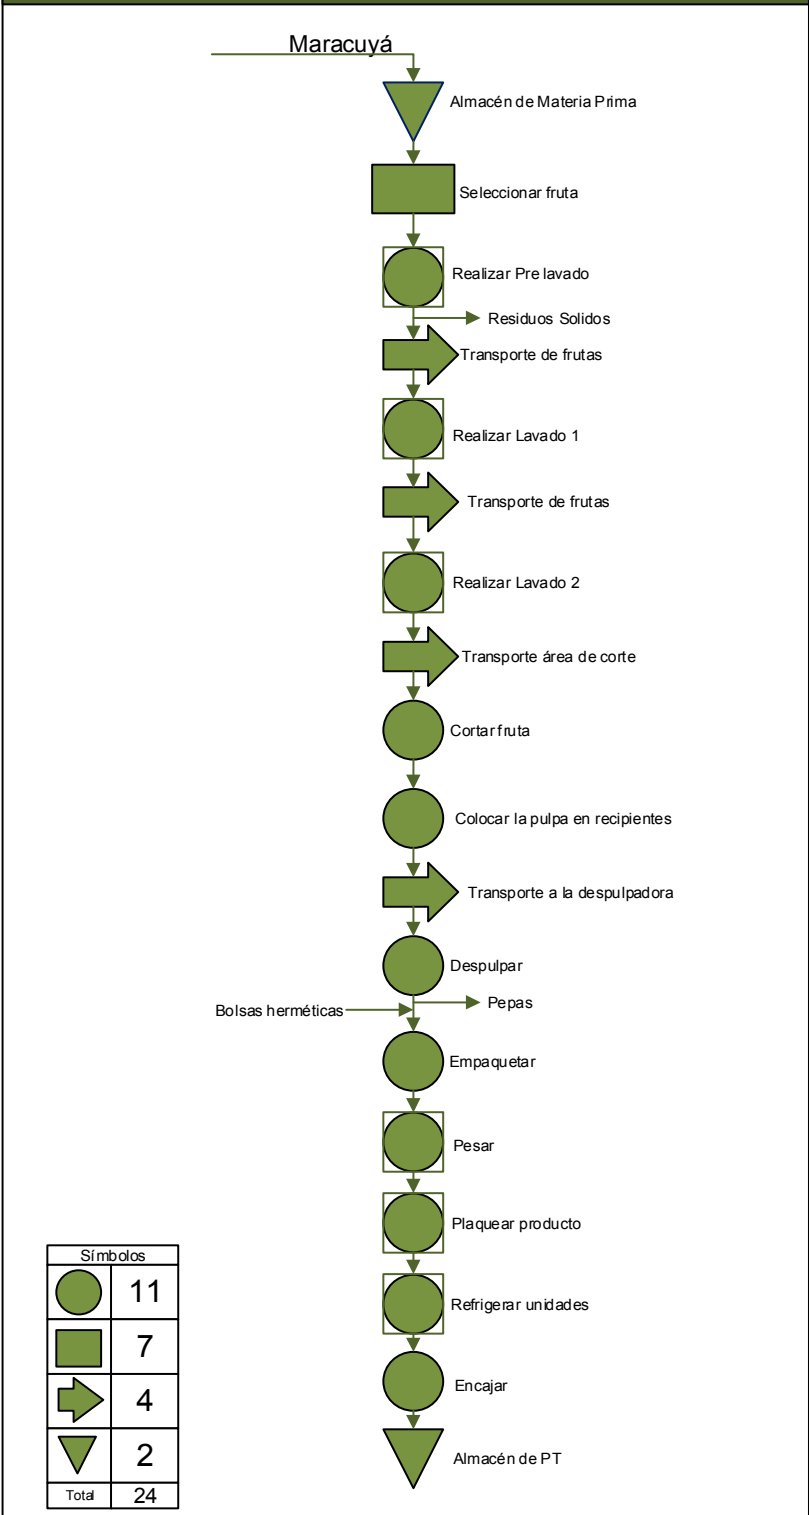 Maracuyá
Almacén de Materia Prima
Seleccionar fruta
Realizar Pre lavado
Residuos Solidos
Transporte de frutas
Realizar Lavado 1
Transporte de frutas
Realizar Lavado 2
Transporte área de corte
Cortar fruta
Colocar la pulpa en recipientes
Transporte a la despulpadora
Despulpar
Pepas
Bolsas herméticas
Empaquetar
Pesar
Plaquear producto
Refrigerar unidades
Encajar
Almacén de PT
Símbolos
11
7
4
2
Total 24